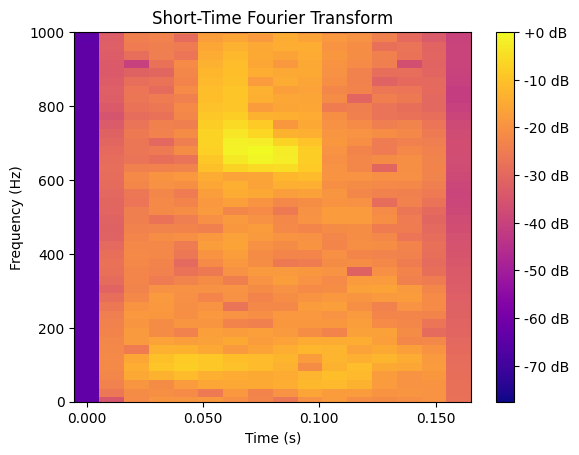 Short-Time Fourier Transform
1000
800
600
400
200
0
Frequency (Hz)
0.000
0.050
0.100
0.150
Time (s)
+0 dB
-10 dB
-20 dB
-30 dB
-40 dB
-50 dB
-60 dB
-70 dB